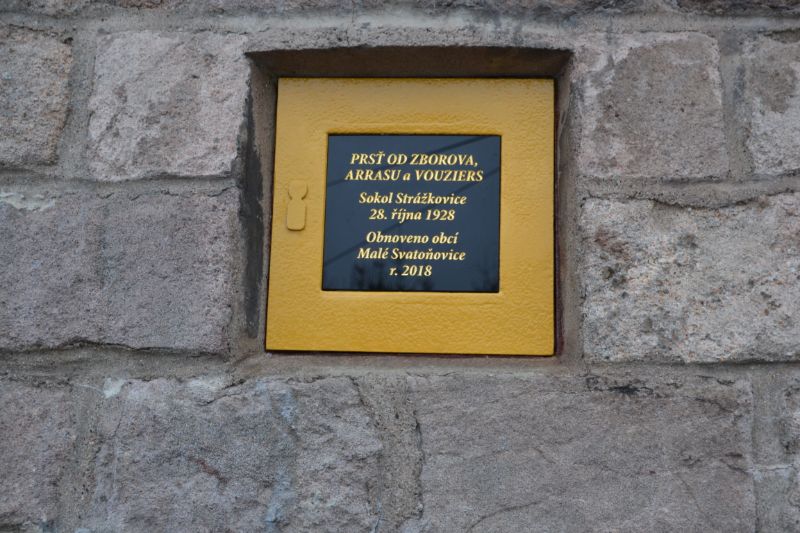 PRSŤ OD ZBOROVA,
ARRASU a VOUZIERS
Sokol Strážkovice
28. října 1928
Obnoveno obcí
Malé Svatoňovice
r. 2018